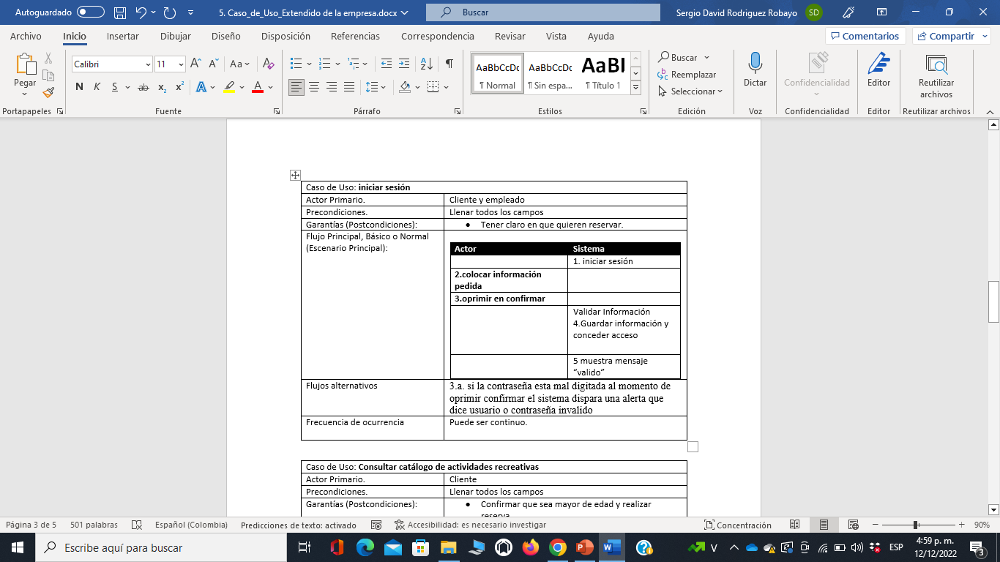 Autoguardado
5. Caso_de_Uso_Extendido de la empresa.docx
Buscar
Sergio David Rodriguez Robayo
SD
Archivo Inicio Insertar Dibujar Diseño Disposición Referencias Correspondencia Revisar Vista Ayuda
Comentarios Compartir
Pegar
Portapapeles
Calibri 11
Fuente
Párrafo
AaBbCcDc AaBbCcDc AaBl
¶ Normal ¶ Sin espa... ¶ Título 1
Estilos
Buscar
Reemplazar
Seleccionar
Edición
Dictar
Voz
Confidencialidad
Confidencialidad
Editor
Editor
Reutilizar
archivos
Reutilizar archivos
Caso de Uso: iniciar sesión
Actor Primario. Cliente y empleado
Precondiciones. Llenar todos los campos
Garantías (Postcondiciones): ● Tener claro en que quieren reservar.
Flujo Principal, Básico o Normal
(Escenario Principal):
Actor Sistema
1. iniciar sesión
2.colocar información
pedida
3.oprimir en confirmar
Validar Información
4.Guardar información y
conceder acceso
5 muestra mensaje
“valido”
Flujos alternativos
3.a. si la contraseña esta mal digitada al momento de
oprimir confirmar el sistema dispara una alerta que
dice usuario o contraseña invalido
Frecuencia de ocurrencia Puede ser continuo.
Caso de Uso: Consultar catálogo de actividades recreativas
Actor Primario. Cliente
Precondiciones. Llenar todos los campos
Garantías (Postcondiciones): ● Confirmar que sea mayor de edad y realizar
reserva
Página 3 de 5 501 palabras Español (Colombia) Predicciones de texto: activado Accesibilidad: es necesario investigar Concentración 90%
Escribe aquí para buscar
V
ESP
4:59 p. m.
12/12/2022
3